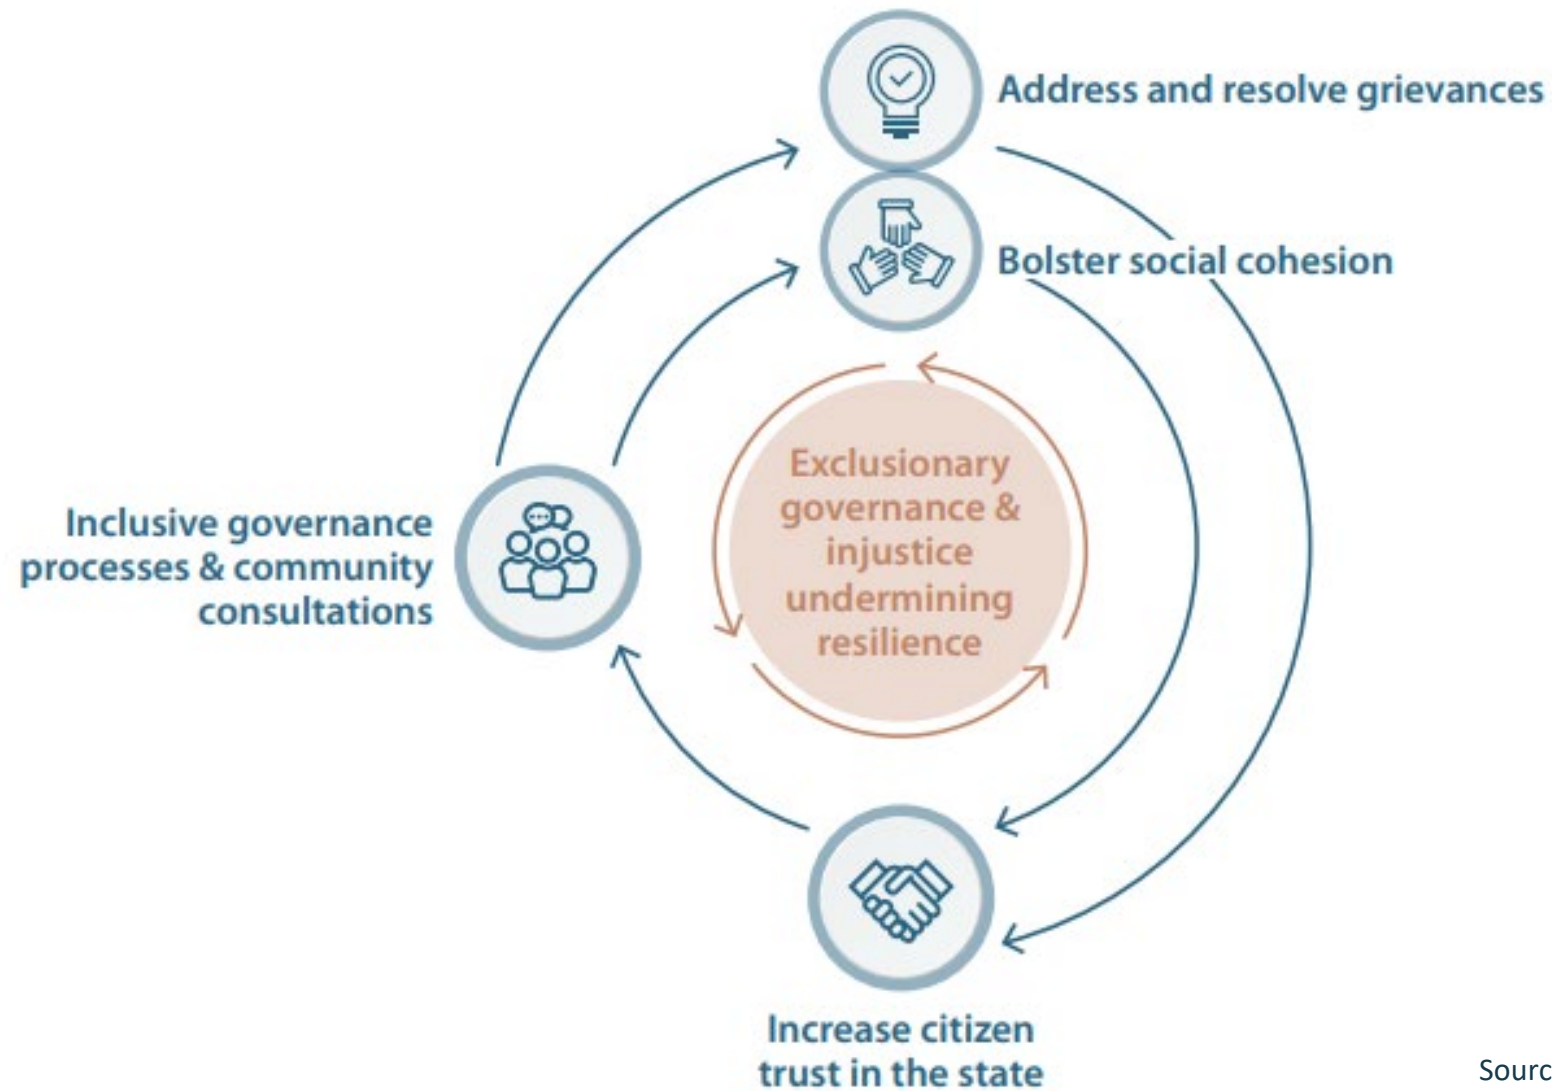 Address and resolve grievances
Bolster social cohesion
Exclusionary
governance &
injustice
undermining
resilience
Inclusive governance
processes & community
consultations
Increase citizen
trust in the state
Sourc